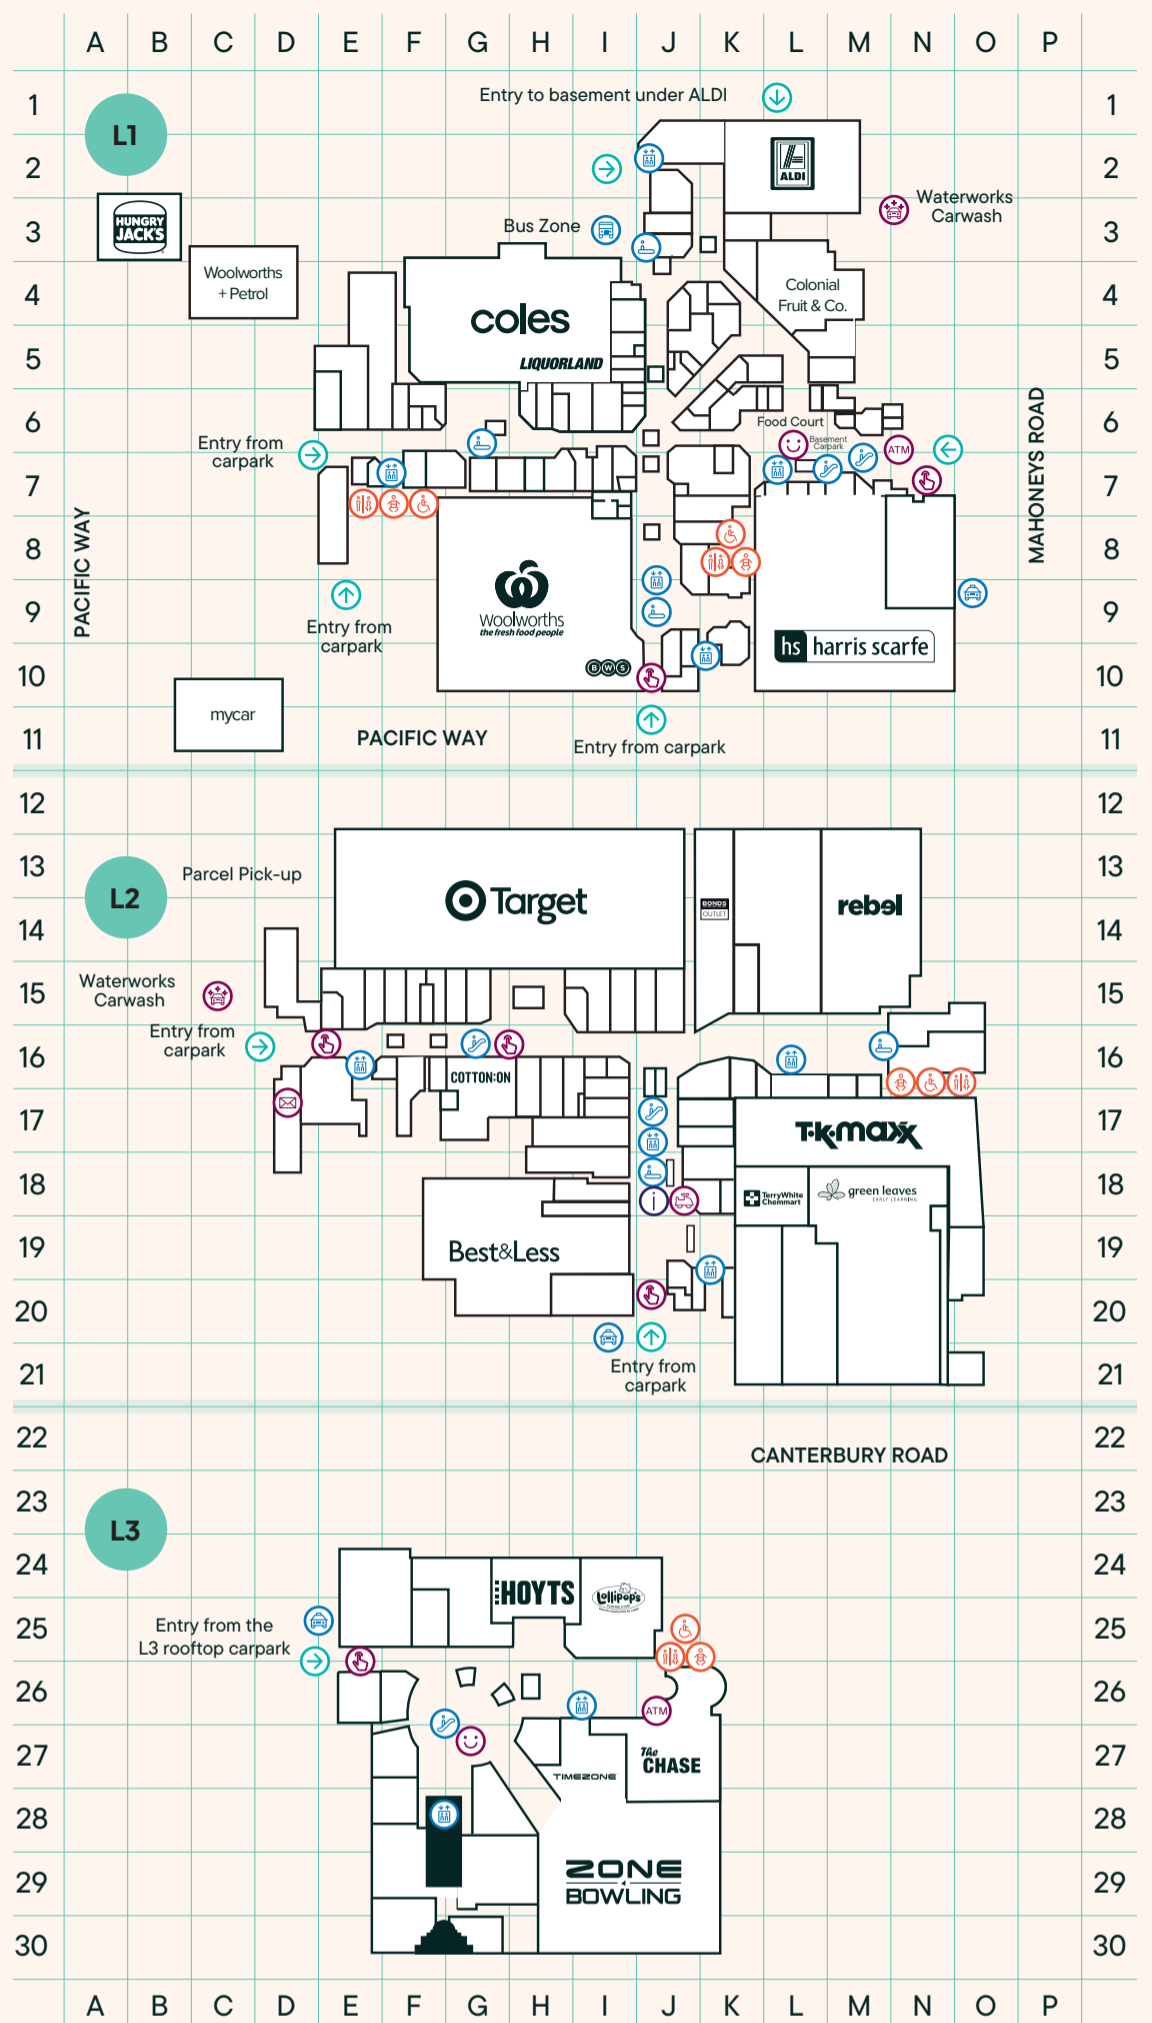 A B C D E F G H I J K L M N O P
1 Entry to basement under ALDI 1
L1
2 ALDI 2
HUNGRY
JACK'S
Waterworks
Carwash
3 Bus Zone 3
Woolworths
+ Petrol
4 coles 4
Colonial
Fruit & Co.
5 LIQUORLAND 5
6 6
Food Court
Basement
Carpark
Entry from
carpark
ATM
MAHONEYS ROAD
7 7
PACIFIC WAY
8 8
9 Woolworths 9
the fresh food people
Entry from
carpark
hs harris scarfe
10 BWS 10
mycar
11 PACIFIC WAY 11
Entry from carpark
12 12
13 Parcel Pick-up 13
L2
Target
BONDS
OUTLET
rebel
14 14
Waterworks
Carwash
15 15
Entry from
carpark
16 16
COTTON:ON
17 TK·maxx 17
18 18
i
TerryWhite
Chemmart
green leaves
EARLY LEARNING
19 Best&Less 19
20 20
21 21
Entry from
carpark
22 22
CANTERBURY ROAD
23 23
L3
24 24
HOYTS
Lollipop's
25 25
Entry from the
L3 rooftop carpark
26 26
ATM
27 27
The
CHASE
TIMEZONE
28 28
29 29
ZONE
BOWLING
30 30
A B C D E F G H I J K L M N O P